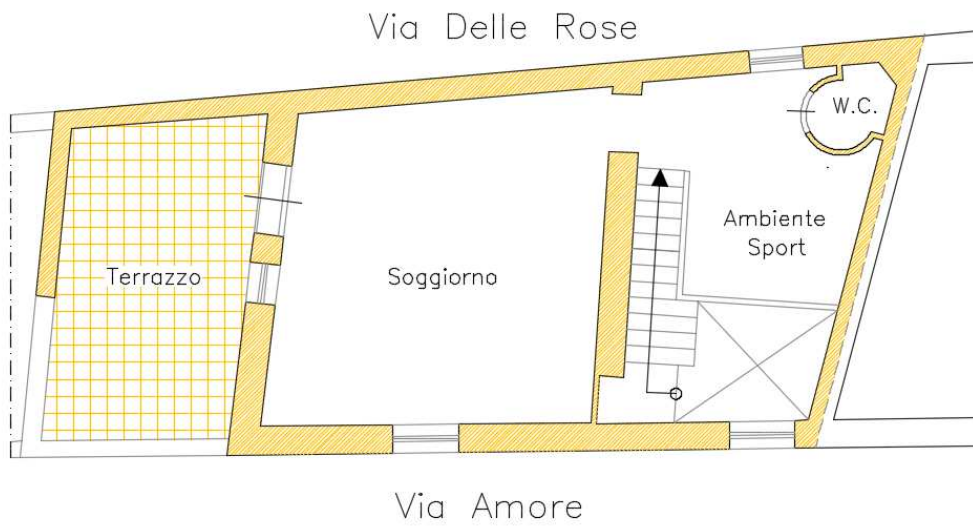 Via Delle Rose
W.C.
Ambiente
Sport
Terrazzo
Soggiorno
Via Amore